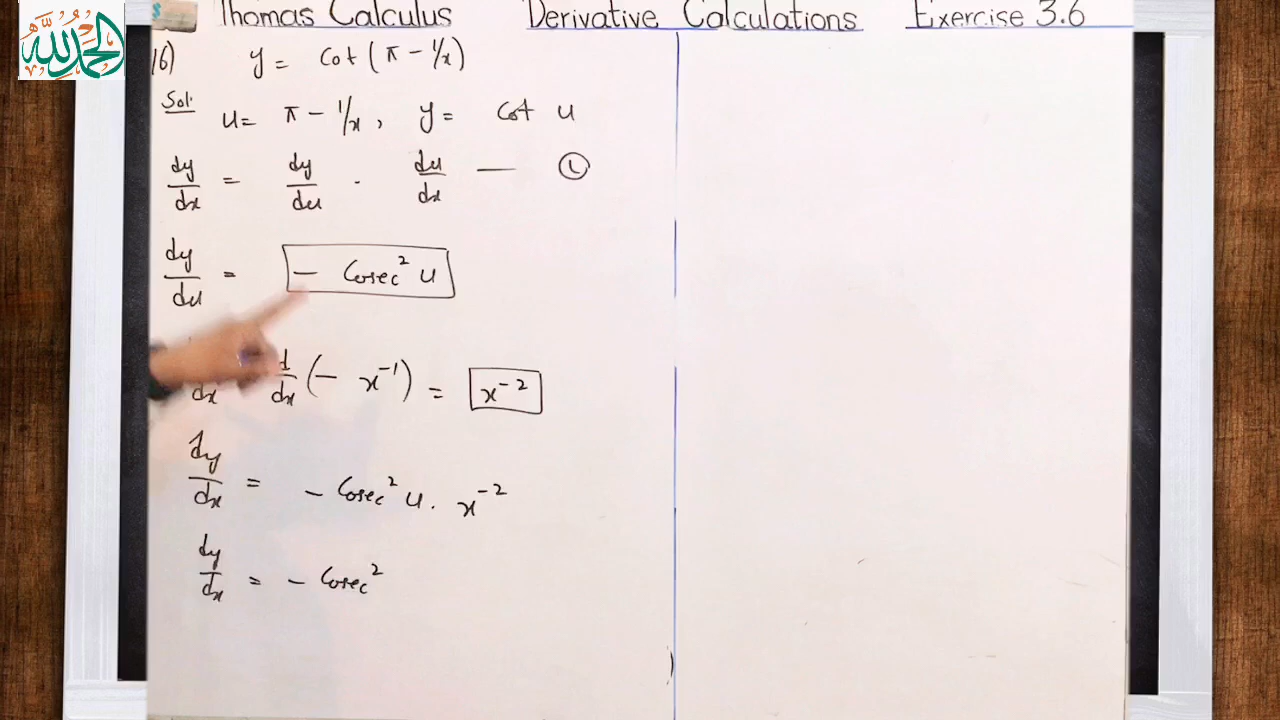 الحمد لله
Thomas Calculus Derivative Calculations Exercise 3.6
16) y = Cot (π - 1/x)
Sol: u = π - 1/x, y = Cot u
dy/dx = dy/du . du/dx — (i)
dy/du = - Cosec² u
dx d/dx (- x⁻¹) = x⁻²
dy/dx = - Cosec² u . x⁻²
dy/dx = - Cosec²